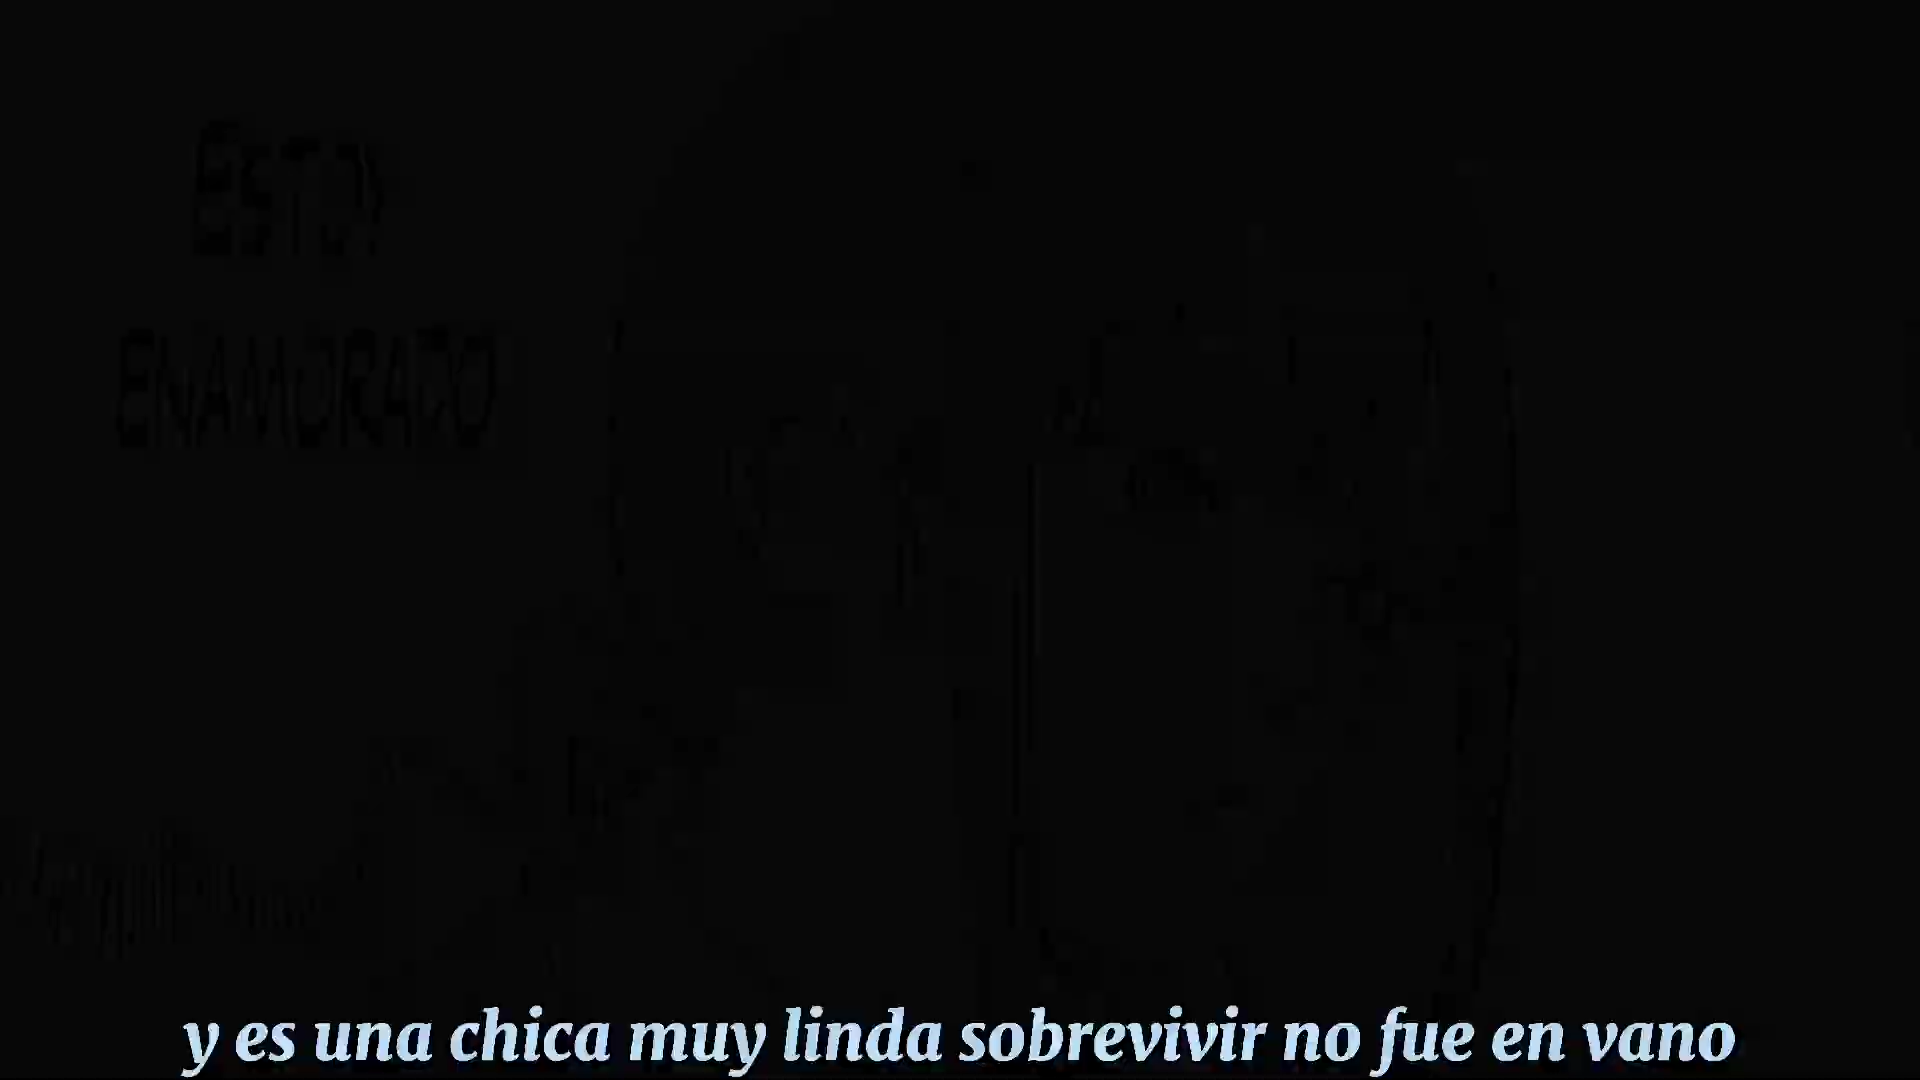 ESTOY
ENAMORADO
y es una chica muy linda sobrevivir no fue en vano